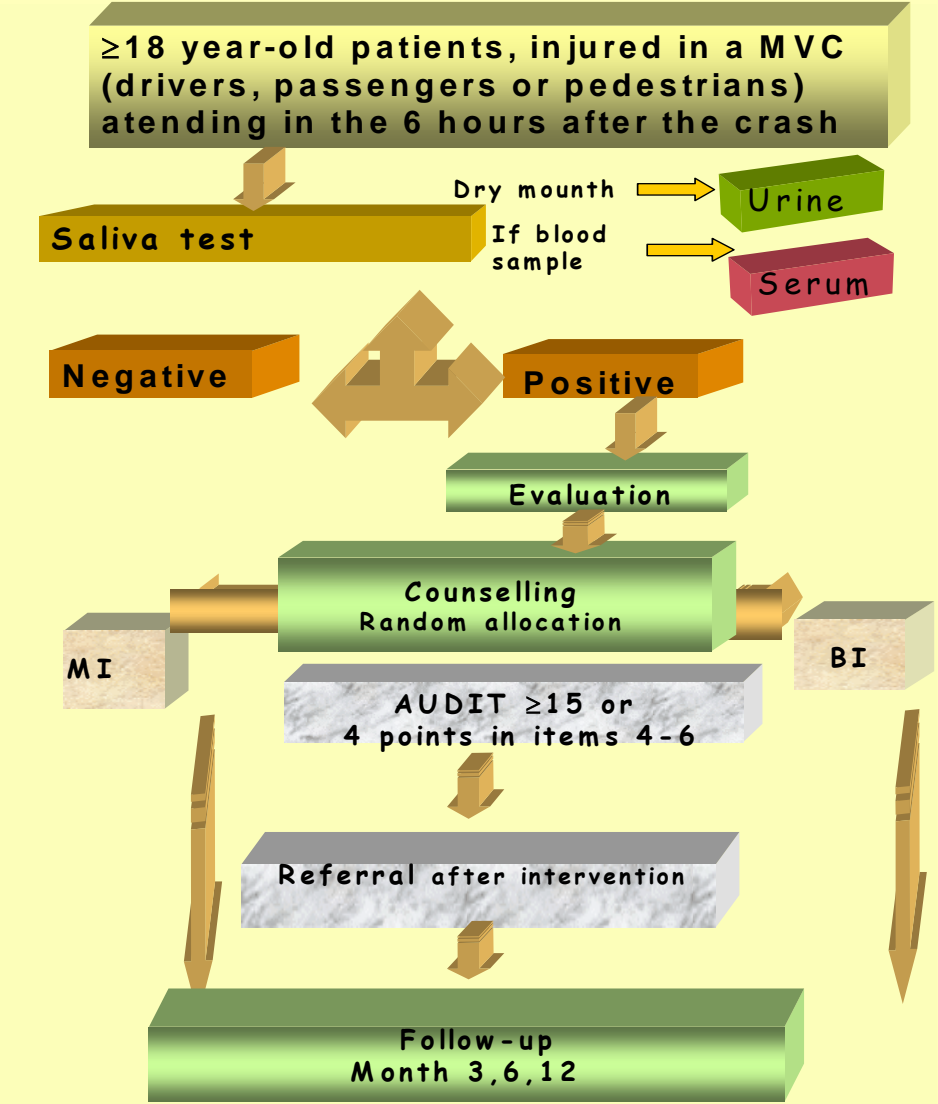 ≥18 year-old patients, injured in a MVC
(drivers, passengers or pedestrians)
atending in the 6 hours after the crash
Dry mounth
Urine
Saliva test
If blood
sample
Serum
Negative
Positive
Evaluation
Counselling
Random allocation
MI
BI
AUDIT ≥15 or
4 points in items 4-6
Referral after intervention
Follow-up
Month 3,6,12